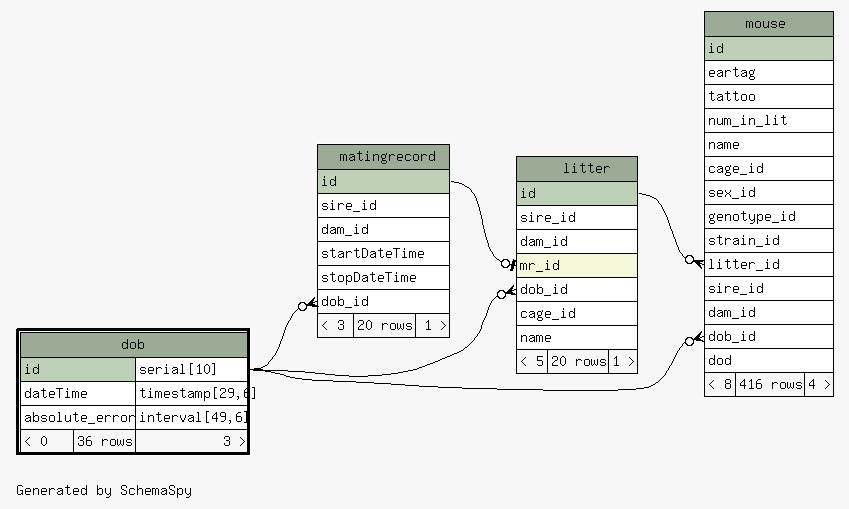 mouse
id
eartag
tattoo
num_in_lit
name
cage_id
sex_id
genotype_id
strain_id
litter_id
sire_id
dam_id
dob_id
dod
< 8 416 rows 4 >
matingrecord
id
sire_id
dam_id
startDateTime
stopDateTime
dob_id
< 3 20 rows 1 >
litter
id
sire_id
dam_id
mr_id
dob_id
cage_id
name
< 5 20 rows 1 >
dob
id serial[10]
dateTime timestamp[29,6]
absolute_error interval[49,6]
< 0 36 rows 3 >
Generated by SchemaSpy